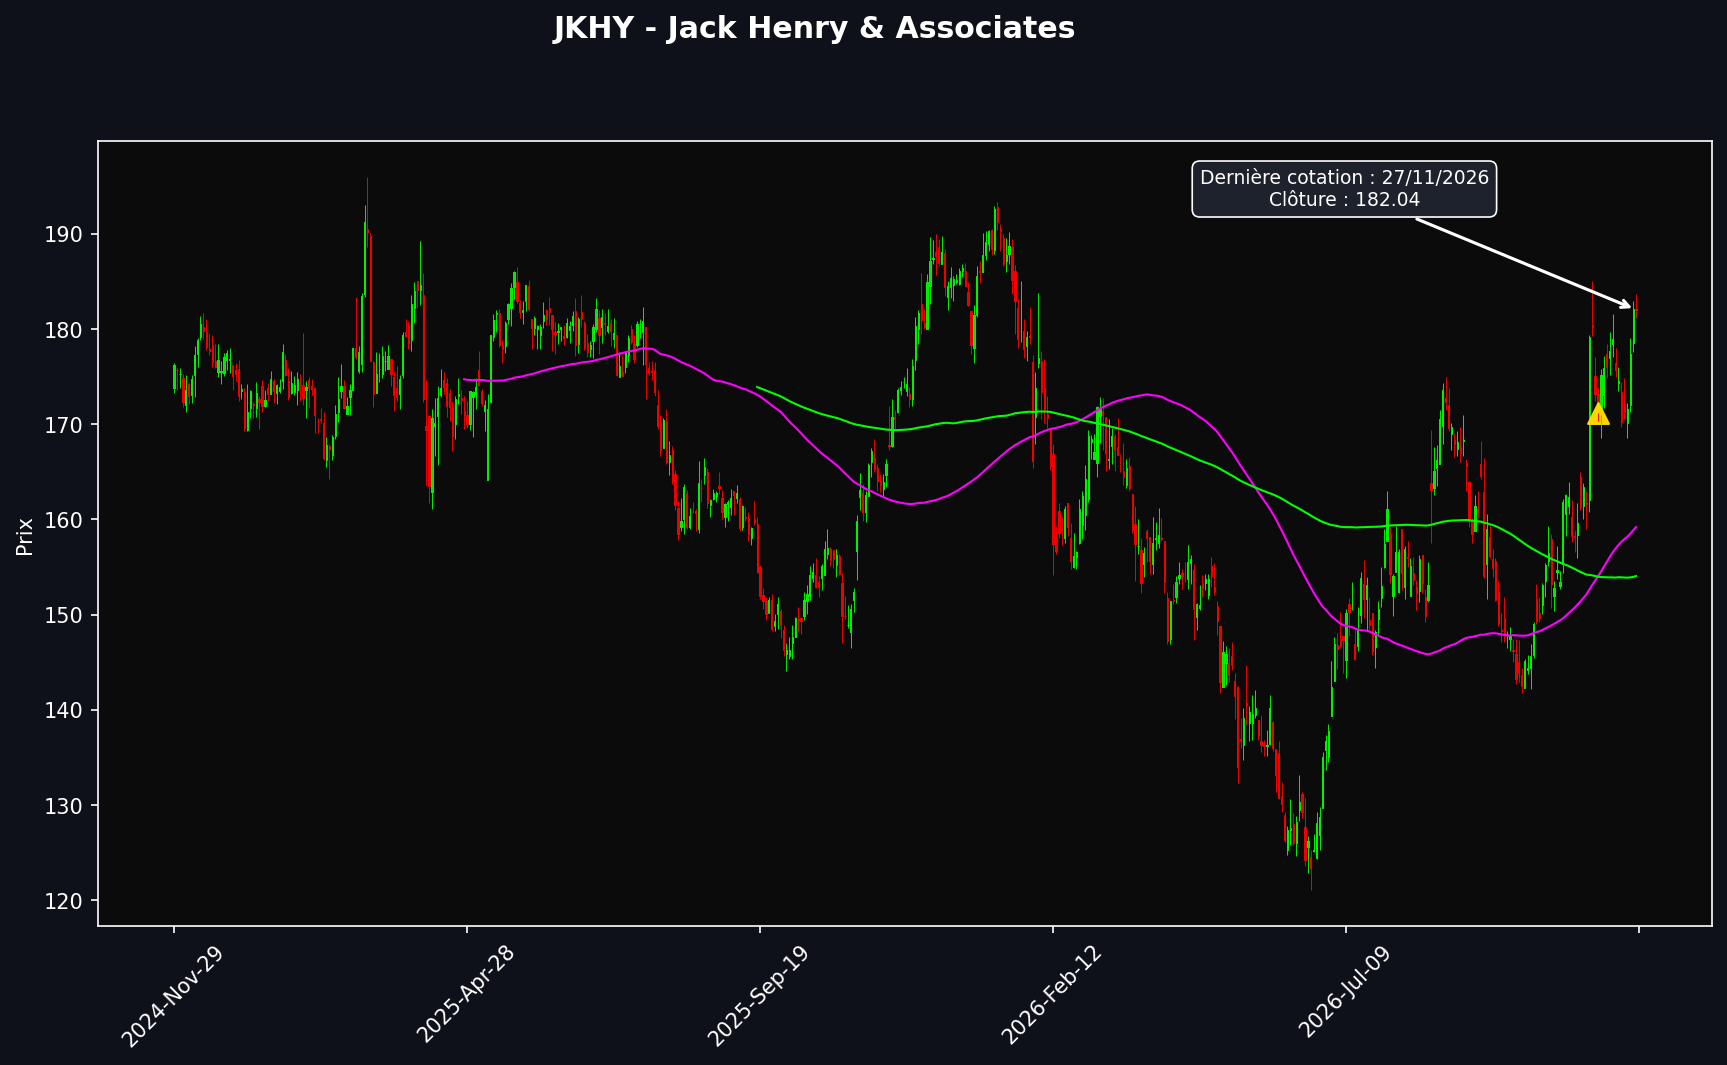 JKHY - Jack Henry & Associates
Dernière cotation : 27/11/2026
Clôture : 182.04
190
180
170
160
150
140
130
120
Prix
2024-Nov-29
2025-Apr-28
2025-Sep-19
2026-Feb-12
2026-Jul-09